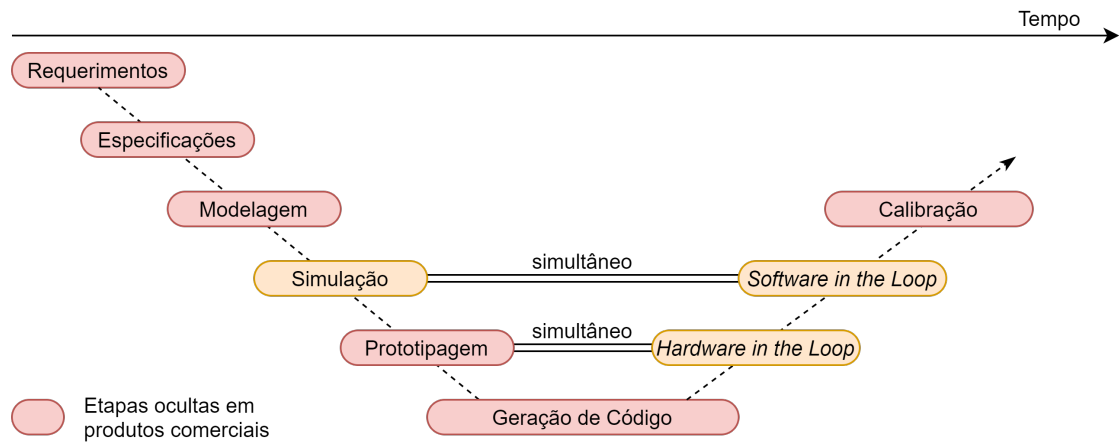 Tempo
Requerimentos
Especificações
Modelagem
Calibração
Simulação
simultâneo
Software in the Loop
Prototipagem
simultâneo
Hardware in the Loop
Geração de Código
Etapas ocultas em
produtos comerciais